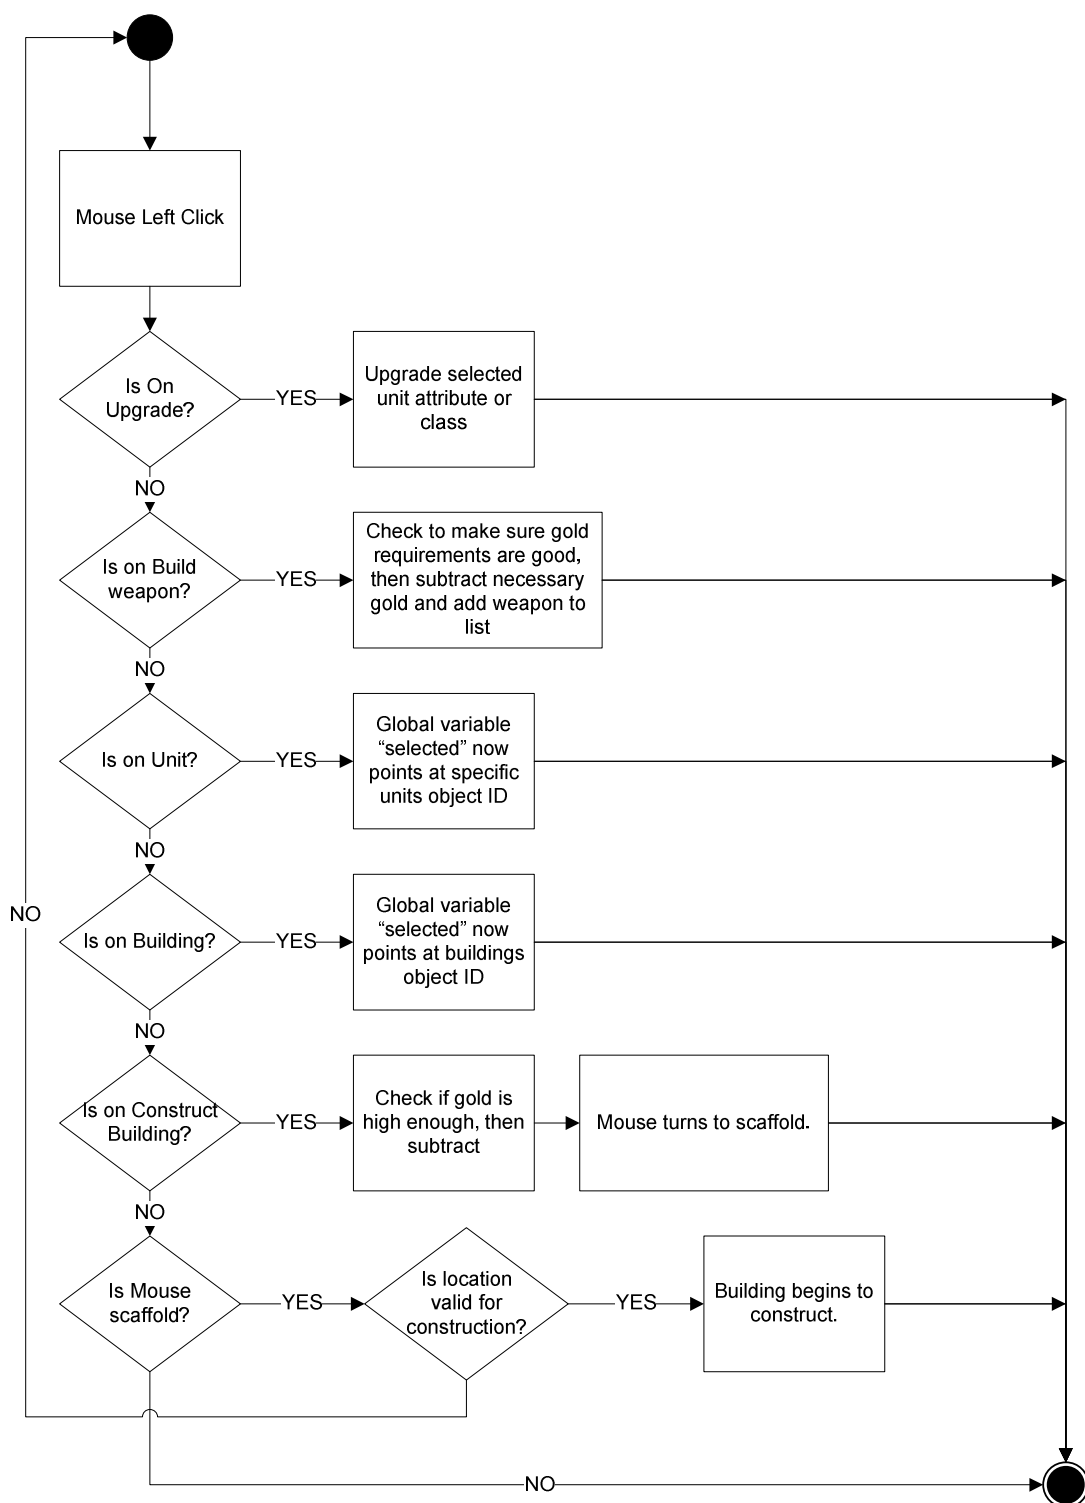 Mouse Left Click
Is On
Upgrade?
YES
Upgrade selected
unit attribute or
class
NO
Is on Build
weapon?
YES
Check to make sure gold
requirements are good,
then subtract necessary
gold and add weapon to
list
NO
Is on Unit?
YES
Global variable
“selected” now
points at specific
units object ID
NO
Is on Building?
YES
Global variable
“selected” now
points at buildings
object ID
NO
NO
Is on Construct
Building?
YES
Check if gold is
high enough, then
subtract
Mouse turns to scaffold.
NO
Is Mouse
scaffold?
YES
Is location
valid for
construction?
YES
Building begins to
construct.
NO